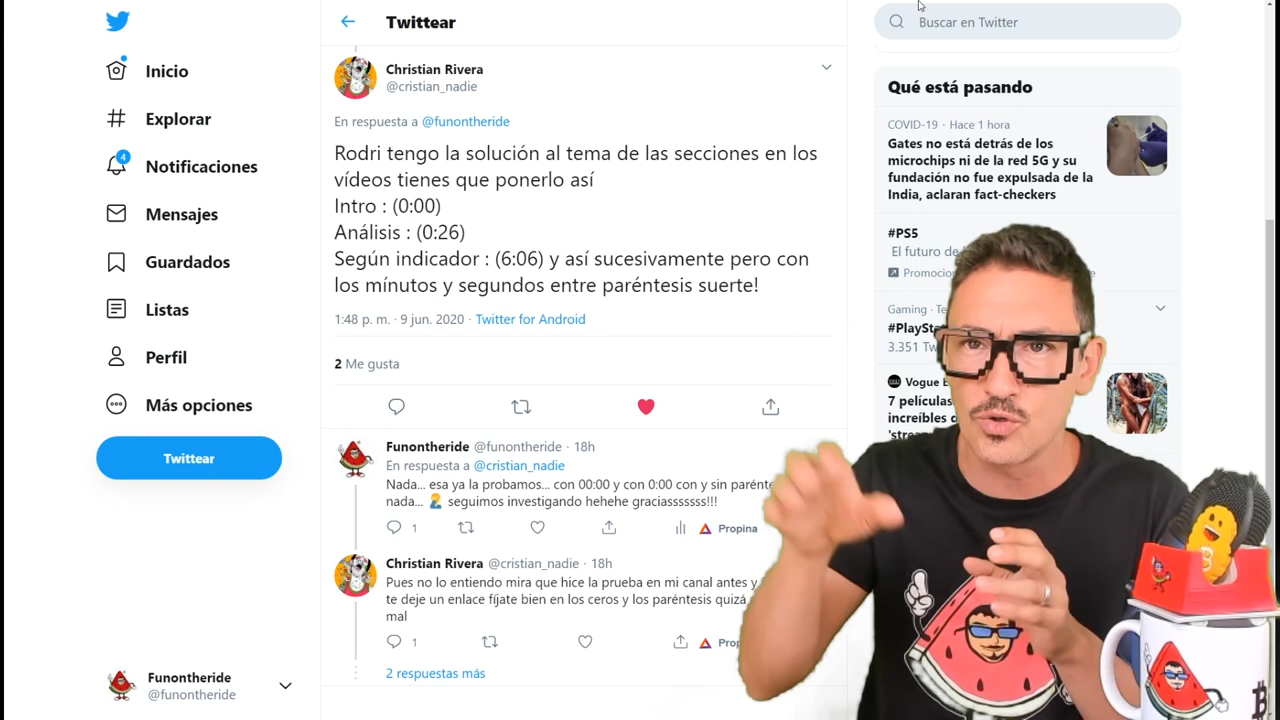 Inicio
Explorar
4
Notificaciones
Mensajes
Guardados
Listas
Perfil
Más opciones
Twittear
Funontheride
@funontheride
Twittear
Christian Rivera
@cristian_nadie
En respuesta a @funontheride
Rodri tengo la solución al tema de las secciones en los
vídeos tienes que ponerlo así
Intro : (0:00)
Análisis : (0:26)
Según indicador : (6:06) y así sucesivamente pero con
los mínutos y segundos entre paréntesis suerte!
1:48 p. m. · 9 jun. 2020 · Twitter for Android
2 Me gusta
Funontheride @funontheride · 18h
En respuesta a @cristian_nadie
Nada... esa ya la probamos... con 00:00 y con 0:00 con y sin
nada... seguimos investigando hehehe graciasssssss!!!
1
Propina
Christian Rivera @cristian_nadie · 18h
Pues no lo entiendo mira que hice la prueba en mi canal antes y
te deje un enlace fíjate bien en los ceros y los paréntesis quizá
mal
1
2 respuestas más
Buscar en Twitter
Qué está pasando
COVID-19 · Hace 1 hora
Gates no está detrás de los
microchips ni de la red 5G y su
fundación no fue expulsada de la
India, aclaran fact-checkers
#PS5
El futuro de
Gaming
3.351
Vogue
7 películas
increíbles